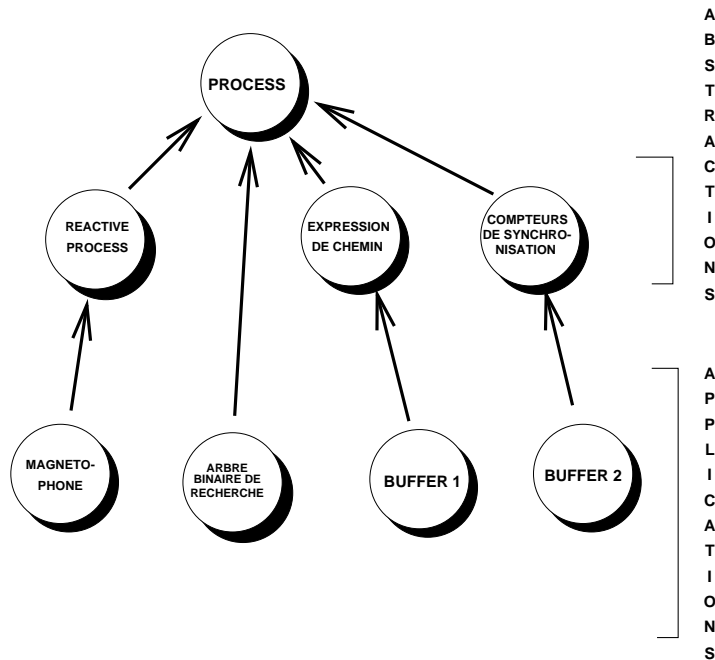 PROCESS
REACTIVE
PROCESS
EXPRESSION
DE CHEMIN
COMPTEURS
DE SYNCHRO-
NISATION
MAGNETO-
PHONE
ARBRE
BINAIRE DE
RECHERCHE
BUFFER 1
BUFFER 2
A
B
S
T
R
A
C
T
I
O
N
S
A
P
P
L
I
C
A
T
I
O
N
S